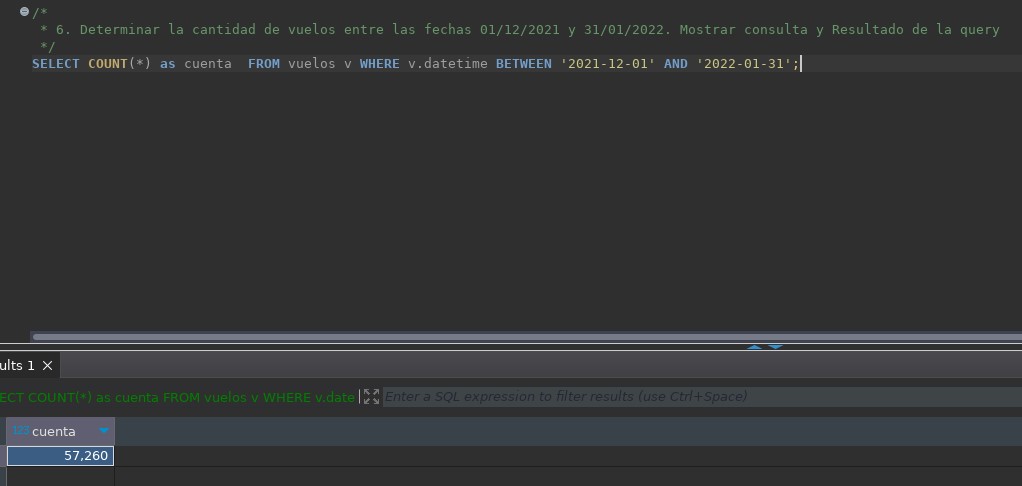 /*
* 6. Determinar la cantidad de vuelos entre las fechas 01/12/2021 y 31/01/2022. Mostrar consulta y Resultado de la query
*/
SELECT COUNT(*) as cuenta  FROM vuelos v WHERE v.datetime BETWEEN '2021-12-01' AND '2022-01-31';
ults 1
ECT COUNT(*) as cuenta FROM vuelos v WHERE v.date
Enter a SQL expression to filter results (use Ctrl+Space)
123 cuenta
57,260